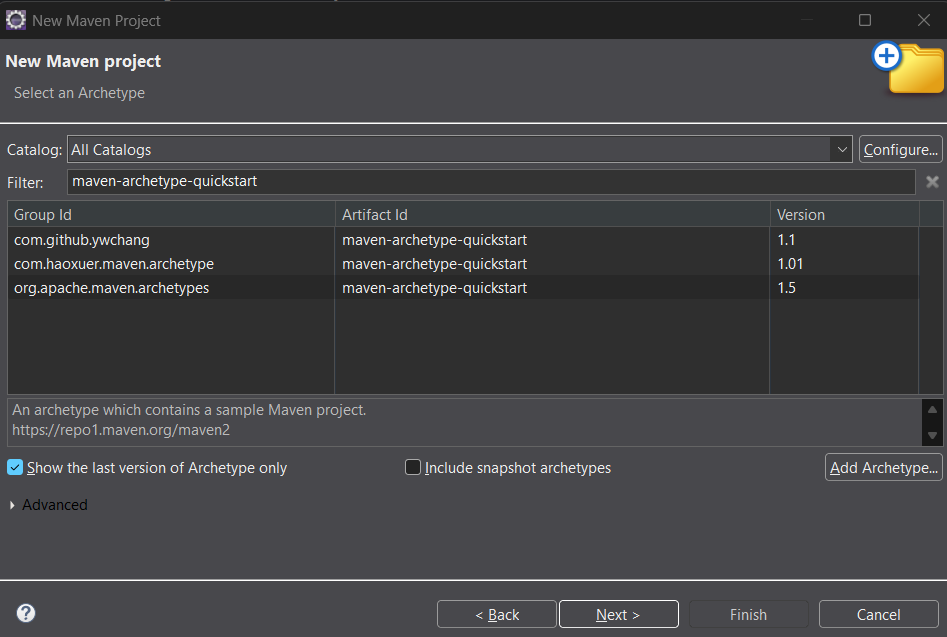 New Maven Project
New Maven project
Select an Archetype
Catalog: All Catalogs Configure...
Filter: maven-archetype-quickstart
Group Id Artifact Id Version
com.github.ywchang maven-archetype-quickstart 1.1
com.haoxuer.maven.archetype maven-archetype-quickstart 1.01
org.apache.maven.archetypes maven-archetype-quickstart 1.5
An archetype which contains a sample Maven project.
https://repo1.maven.org/maven2
Show the last version of Archetype only Include snapshot archetypes Add Archetype...
Advanced
? < Back Next > Finish Cancel